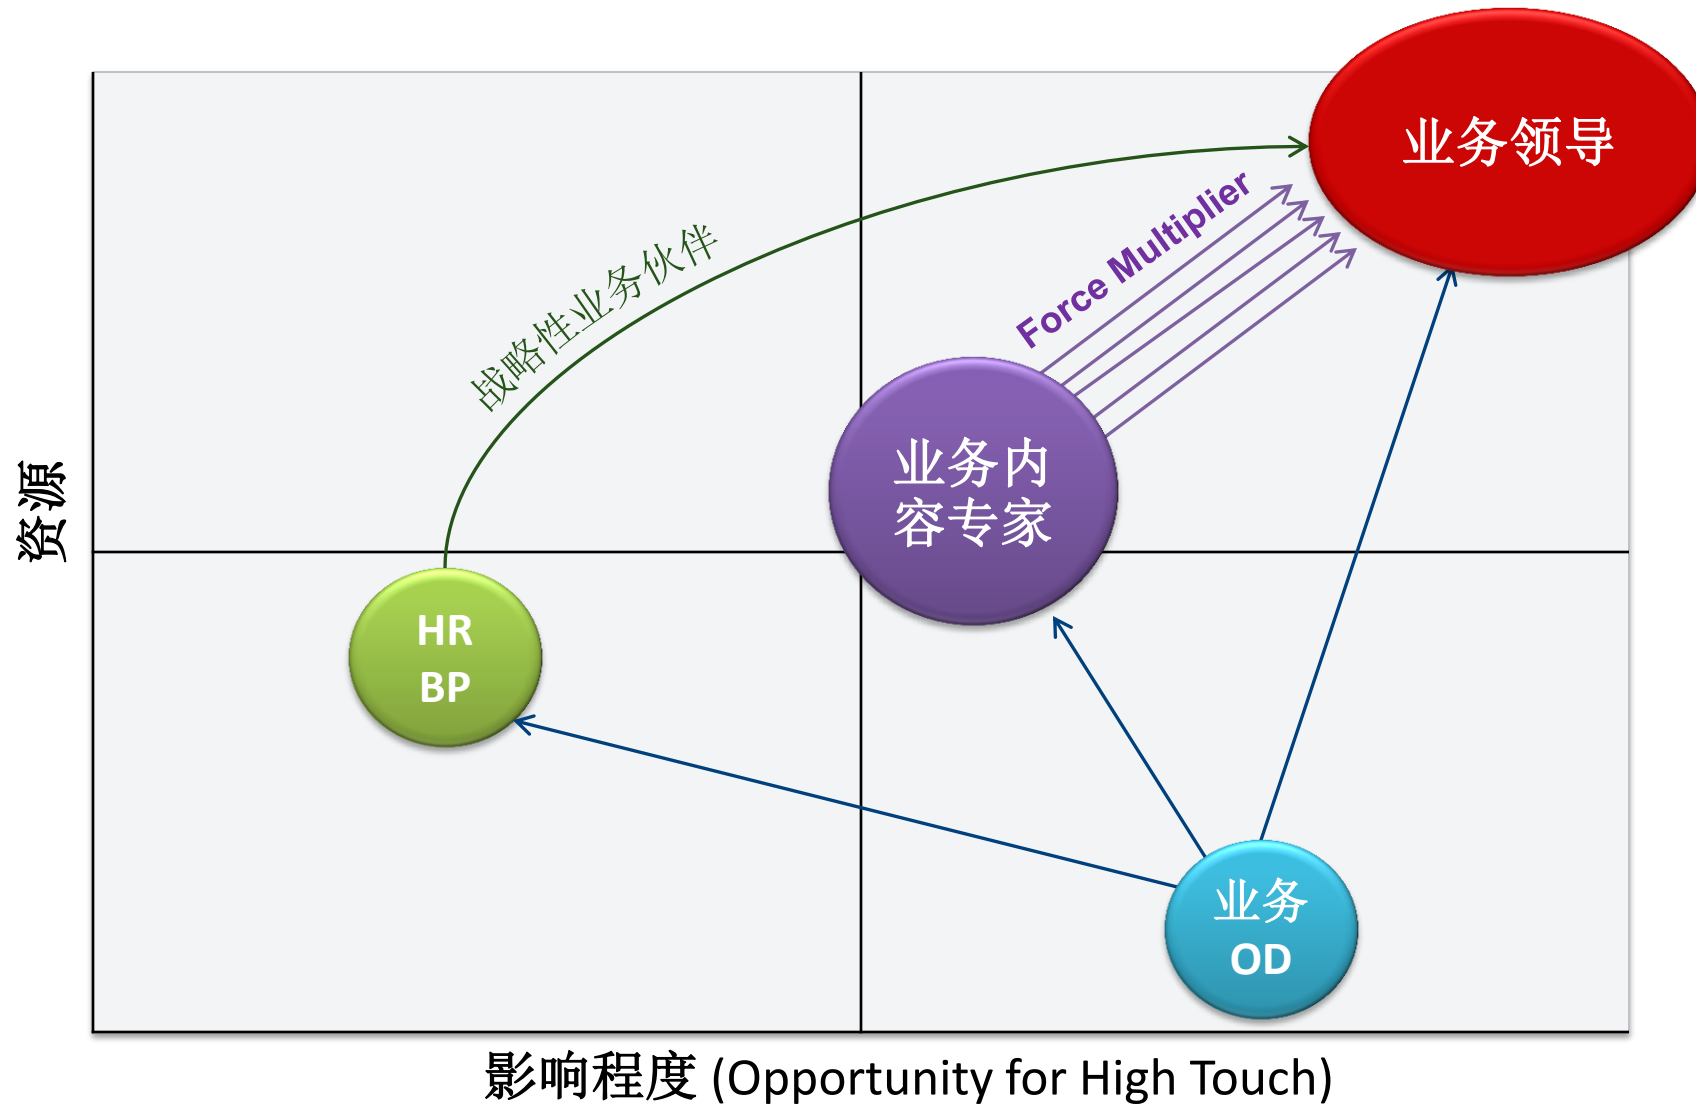 业务领导
Force Multiplier
战略性业务伙伴
业务内
容专家
资源
HR
BP
业务
OD
影响程度 (Opportunity for High Touch)